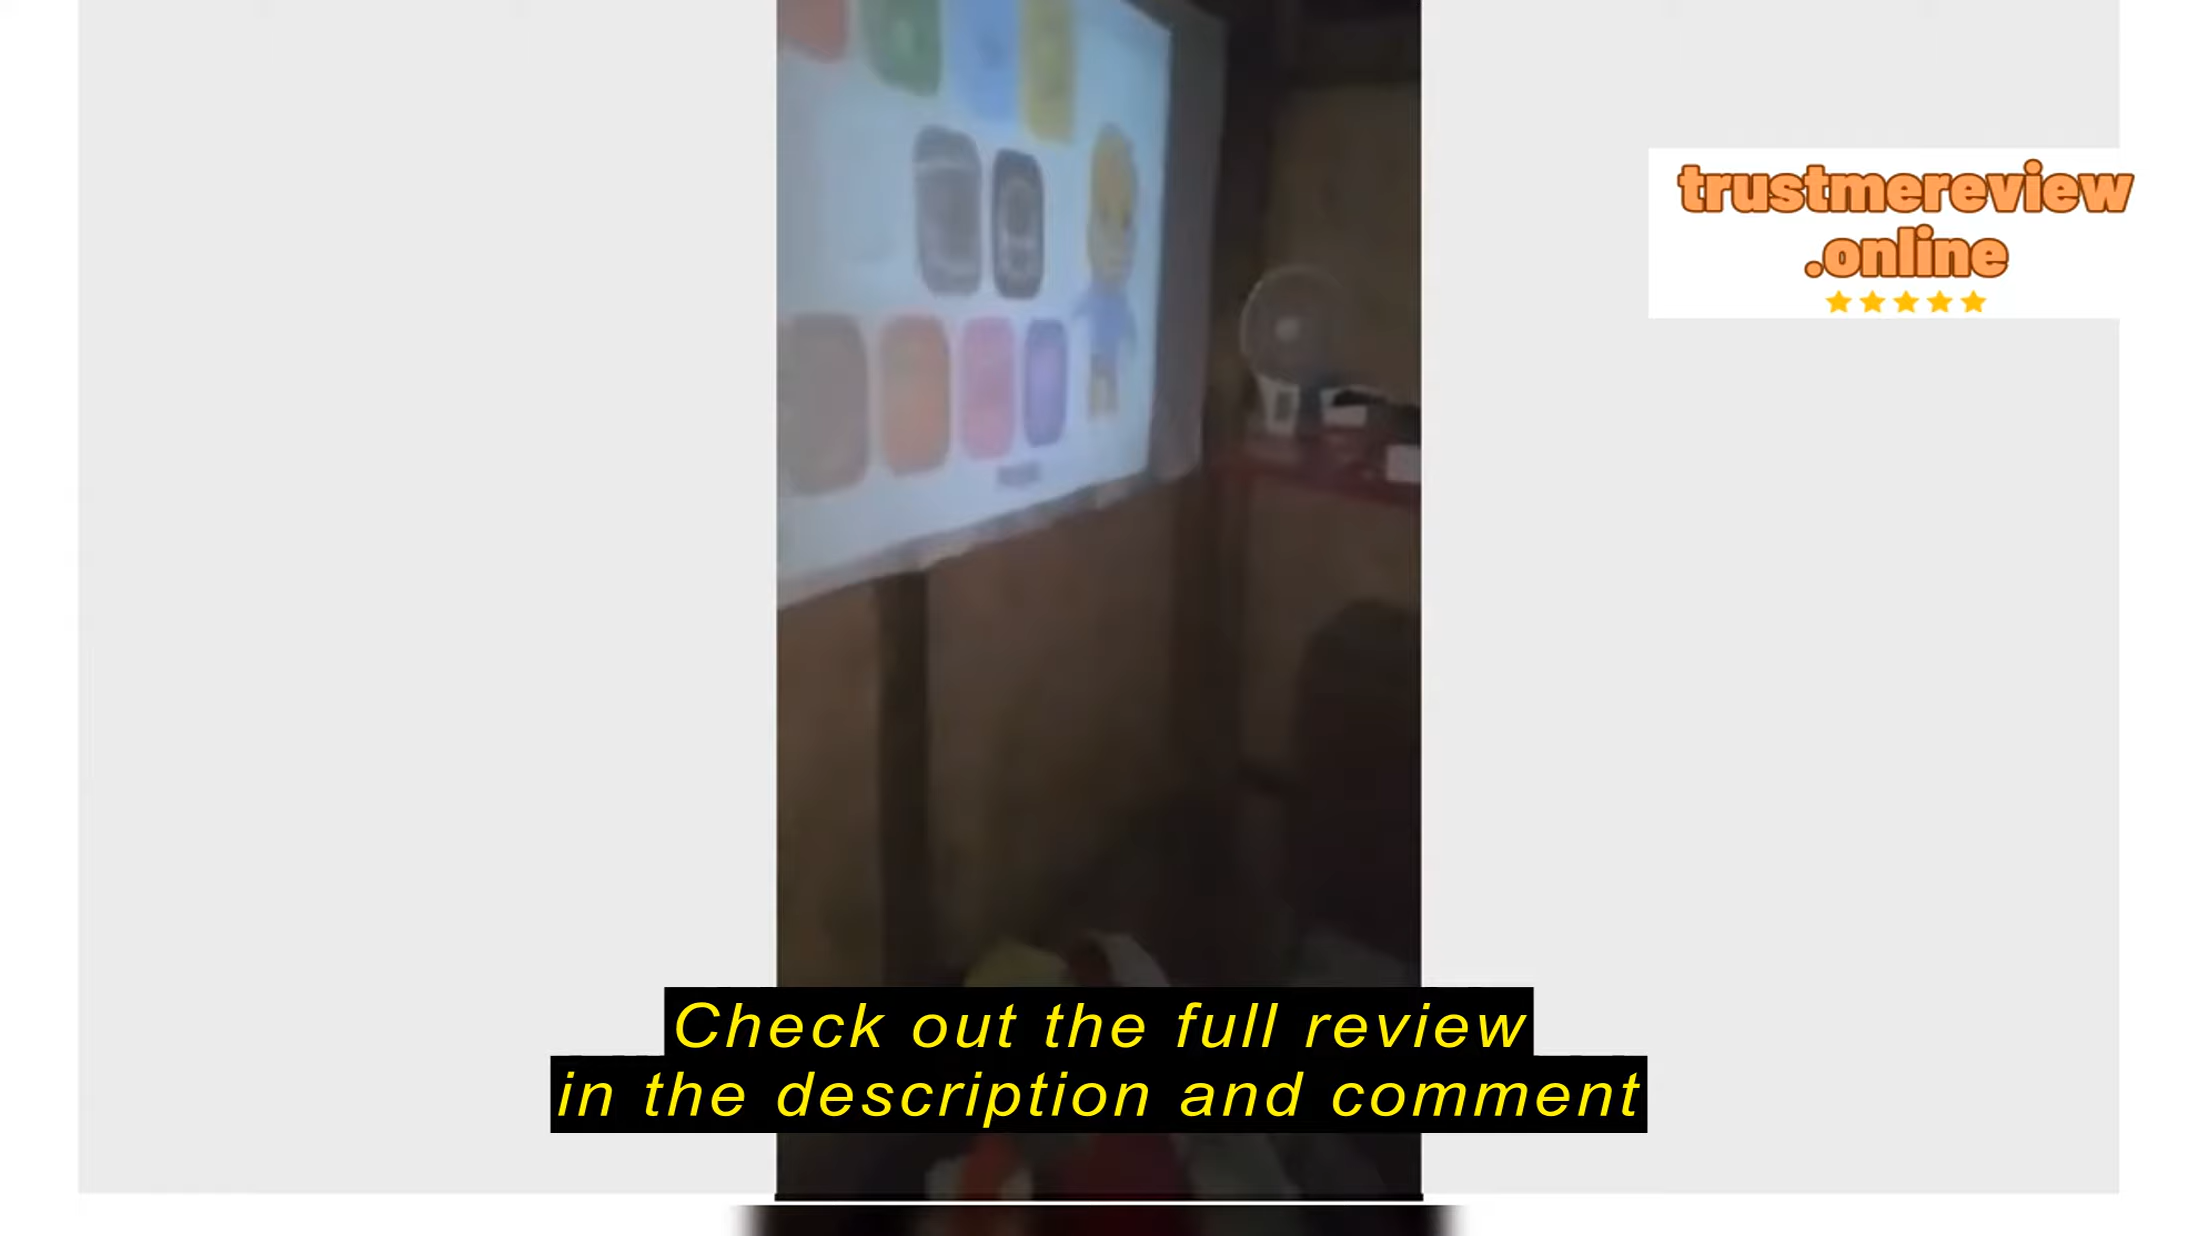 trustmereview
.online
Check out the full review
in the description and comment